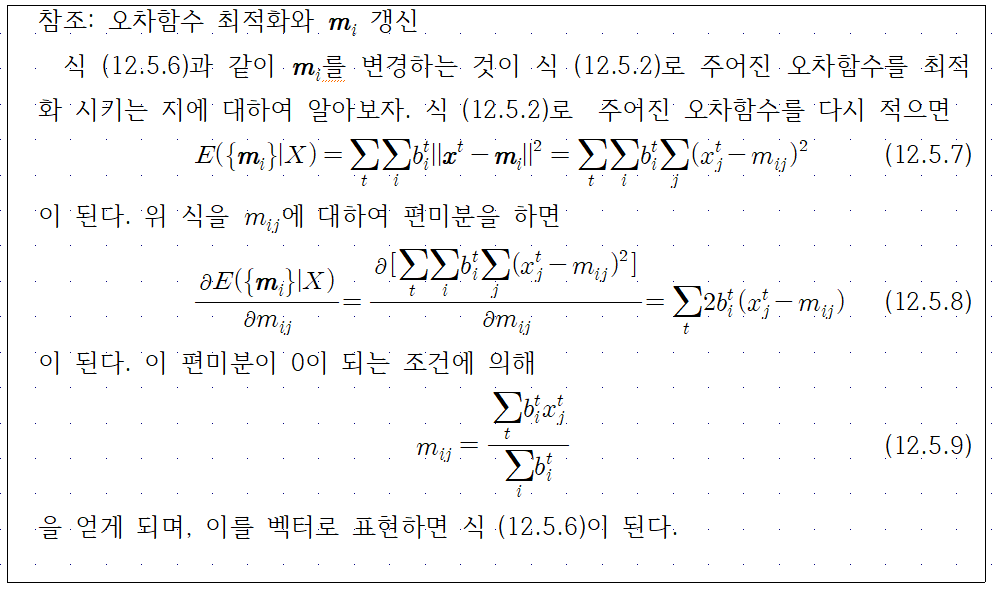 참조: 오차함수 최적화와 𝒎ᵢ 갱신
식 (12.5.6)과 같이 𝒎ᵢ를 변경하는 것이 식 (12.5.2)로 주어진 오차함수를 최적
화 시키는 지에 대하여 알아보자. 식 (12.5.2)로 주어진 오차함수를 다시 적으면
$E(\{\boldsymbol{m}_i\}|X) = \sum_t \sum_i b_i^t ||\boldsymbol{x}^t - \boldsymbol{m}_i||^2 = \sum_t \sum_i b_i^t \sum_j (x_j^t - m_{ij})^2$ (12.5.7)
이 된다. 위 식을 $m_{ij}$에 대하여 편미분을 하면
$\frac{\partial E(\{\boldsymbol{m}_i\}|X)}{\partial m_{ij}} = \frac{\partial [\sum_t \sum_i b_i^t \sum_j (x_j^t - m_{ij})^2]}{\partial m_{ij}} = \sum_t 2b_i^t (x_j^t - m_{ij})$ (12.5.8)
이 된다. 이 편미분이 0이 되는 조건에 의해
$m_{ij} = \frac{\sum_t b_i^t x_j^t}{\sum_i b_i^t}$ (12.5.9)
을 얻게 되며, 이를 벡터로 표현하면 식 (12.5.6)이 된다.